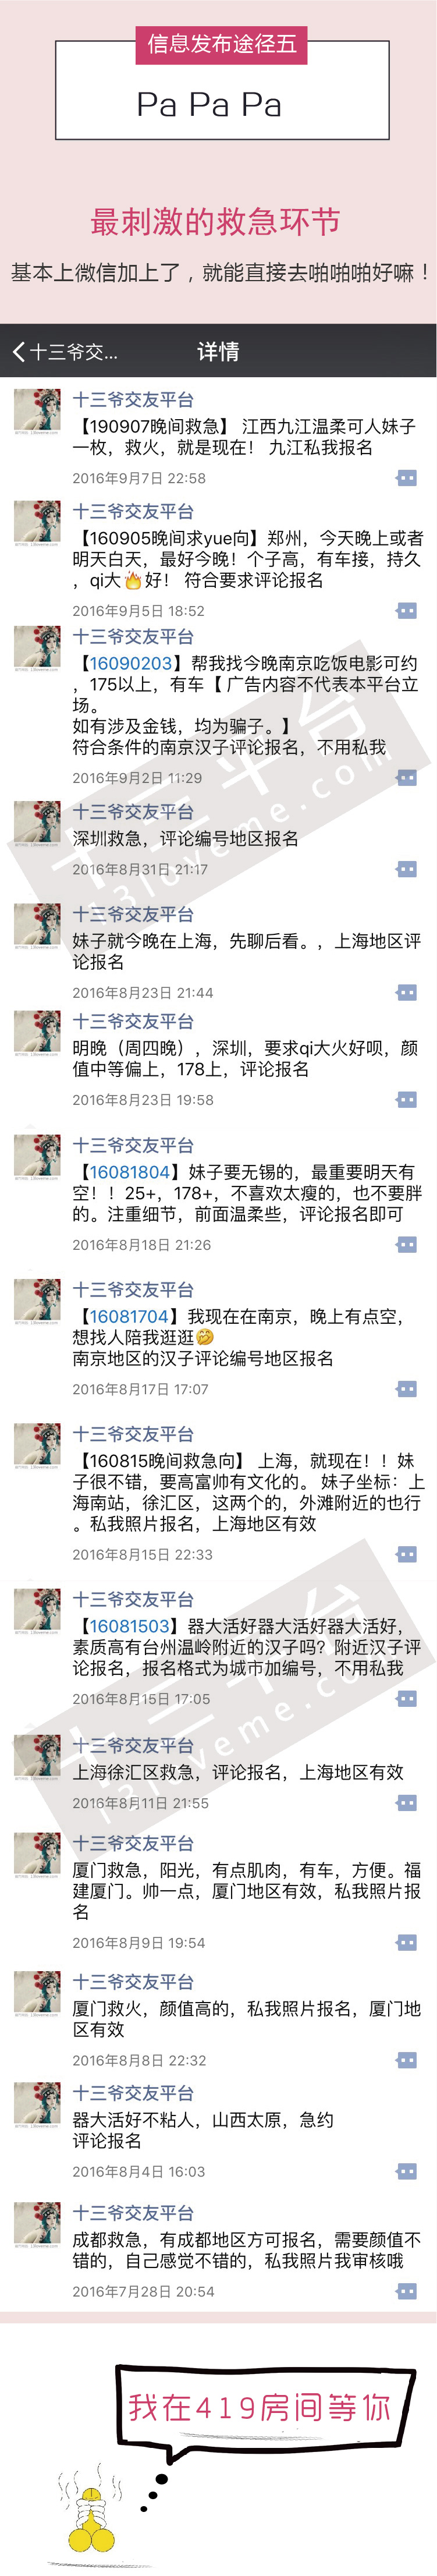 信息发布途径五
Pa Pa Pa
最刺激的救急环节
基本上微信加上了，就能直接去啪啪啪好嘛！
十三爷交...
详情
十三爷交友平台
【190907晚间救急】 江西九江温柔可人妹子
一枚，救火，就是现在！ 九江私我报名
2016年9月7日 22:58
十三爷交友平台
【160905晚间求yue向】郑州，今天晚上或者
明天白天，最好今晚！个子高，有车接，持久
，qi大🔥好！ 符合要求评论报名
2016年9月5日 18:52
十三爷交友平台
【16090203】帮我找今晚南京吃饭电影可约
，175以上，有车【 广告内容不代表本平台立
场。
如有涉及金钱，均为骗子。】
符合条件的南京汉子评论报名，不用私我
2016年9月2日 11:29
十三爷交友平台
深圳救急，评论编号地区报名
2016年8月31日 21:17
十三爷交友平台
妹子就今晚在上海，先聊后看。，上海地区评
论报名
2016年8月23日 21:44
十三爷交友平台
明晚（周四晚），深圳，要求qi大火好呗，颜
值中等偏上，178上，评论报名
2016年8月23日 19:58
十三爷交友平台
【16081804】妹子要无锡的，最重要明天有
空！！25+，178+，不喜欢太瘦的，也不要胖
的。注重细节，前面温柔些，评论报名即可
2016年8月18日 21:26
十三爷交友平台
【16081704】我现在在南京，晚上有点空，
想找人陪我逛逛🤣
南京地区的汉子评论编号地区报名
2016年8月17日 17:07
十三爷交友平台
【160815晚间救急向】 上海，就现在！！妹
子很不错，要高富帅有文化的。 妹子坐标：上
海南站，徐汇区，这两个的，外滩附近的也行
。私我照片报名，上海地区有效
2016年8月15日 22:33
十三爷交友平台
【16081503】器大活好器大活好器大活好，
素质高有台州温岭附近的汉子吗？附近汉子评
论报名，报名格式为城市加编号，不用私我
2016年8月15日 17:05
十三爷交友平台
上海徐汇区救急，评论报名，上海地区有效
2016年8月11日 21:55
十三爷交友平台
厦门救急，阳光，有点肌肉，有车，方便。福
建厦门。帅一点，厦门地区有效，私我照片报
名
2016年8月9日 19:54
十三爷交友平台
厦门救火，颜值高的，私我照片报名，厦门地
区有效
2016年8月8日 22:32
十三爷交友平台
器大活好不粘人，山西太原，急约
评论报名
2016年8月4日 16:03
十三爷交友平台
成都救急，有成都地区方可报名，需要颜值不
错的，自己感觉不错的，私我照片我审核哦
2016年7月28日 20:54
十三平台
13loveme.com
十三平台
13loveme.com
我在419房间等你